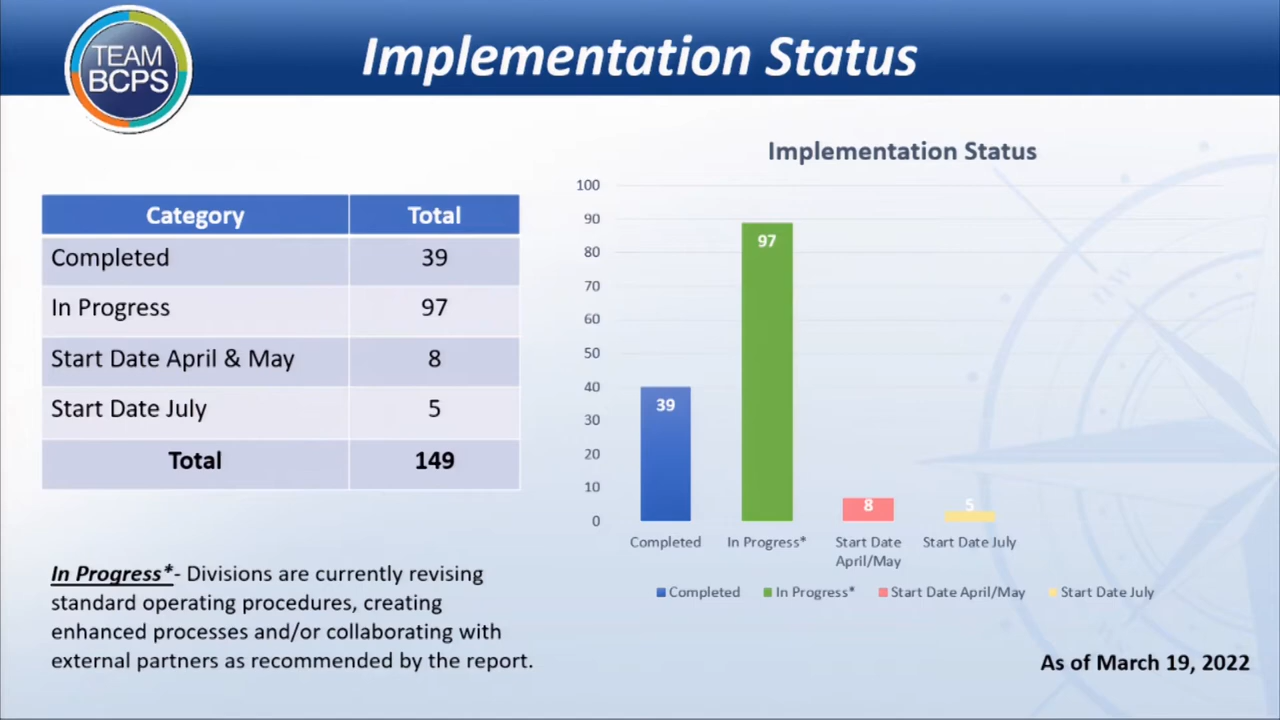 TEAM
BCPS
Implementation Status
Category Total
Completed 39
In Progress 97
Start Date April & May 8
Start Date July 5
Total 149
In Progress*- Divisions are currently revising
standard operating procedures, creating
enhanced processes and/or collaborating with
external partners as recommended by the report.
Implementation Status
100
90
80
70
60
50
40
30
20
10
0
39
97
8
5
Completed In Progress* Start Date Start Date July
April/May
Completed In Progress* Start Date April/May Start Date July
As of March 19, 2022